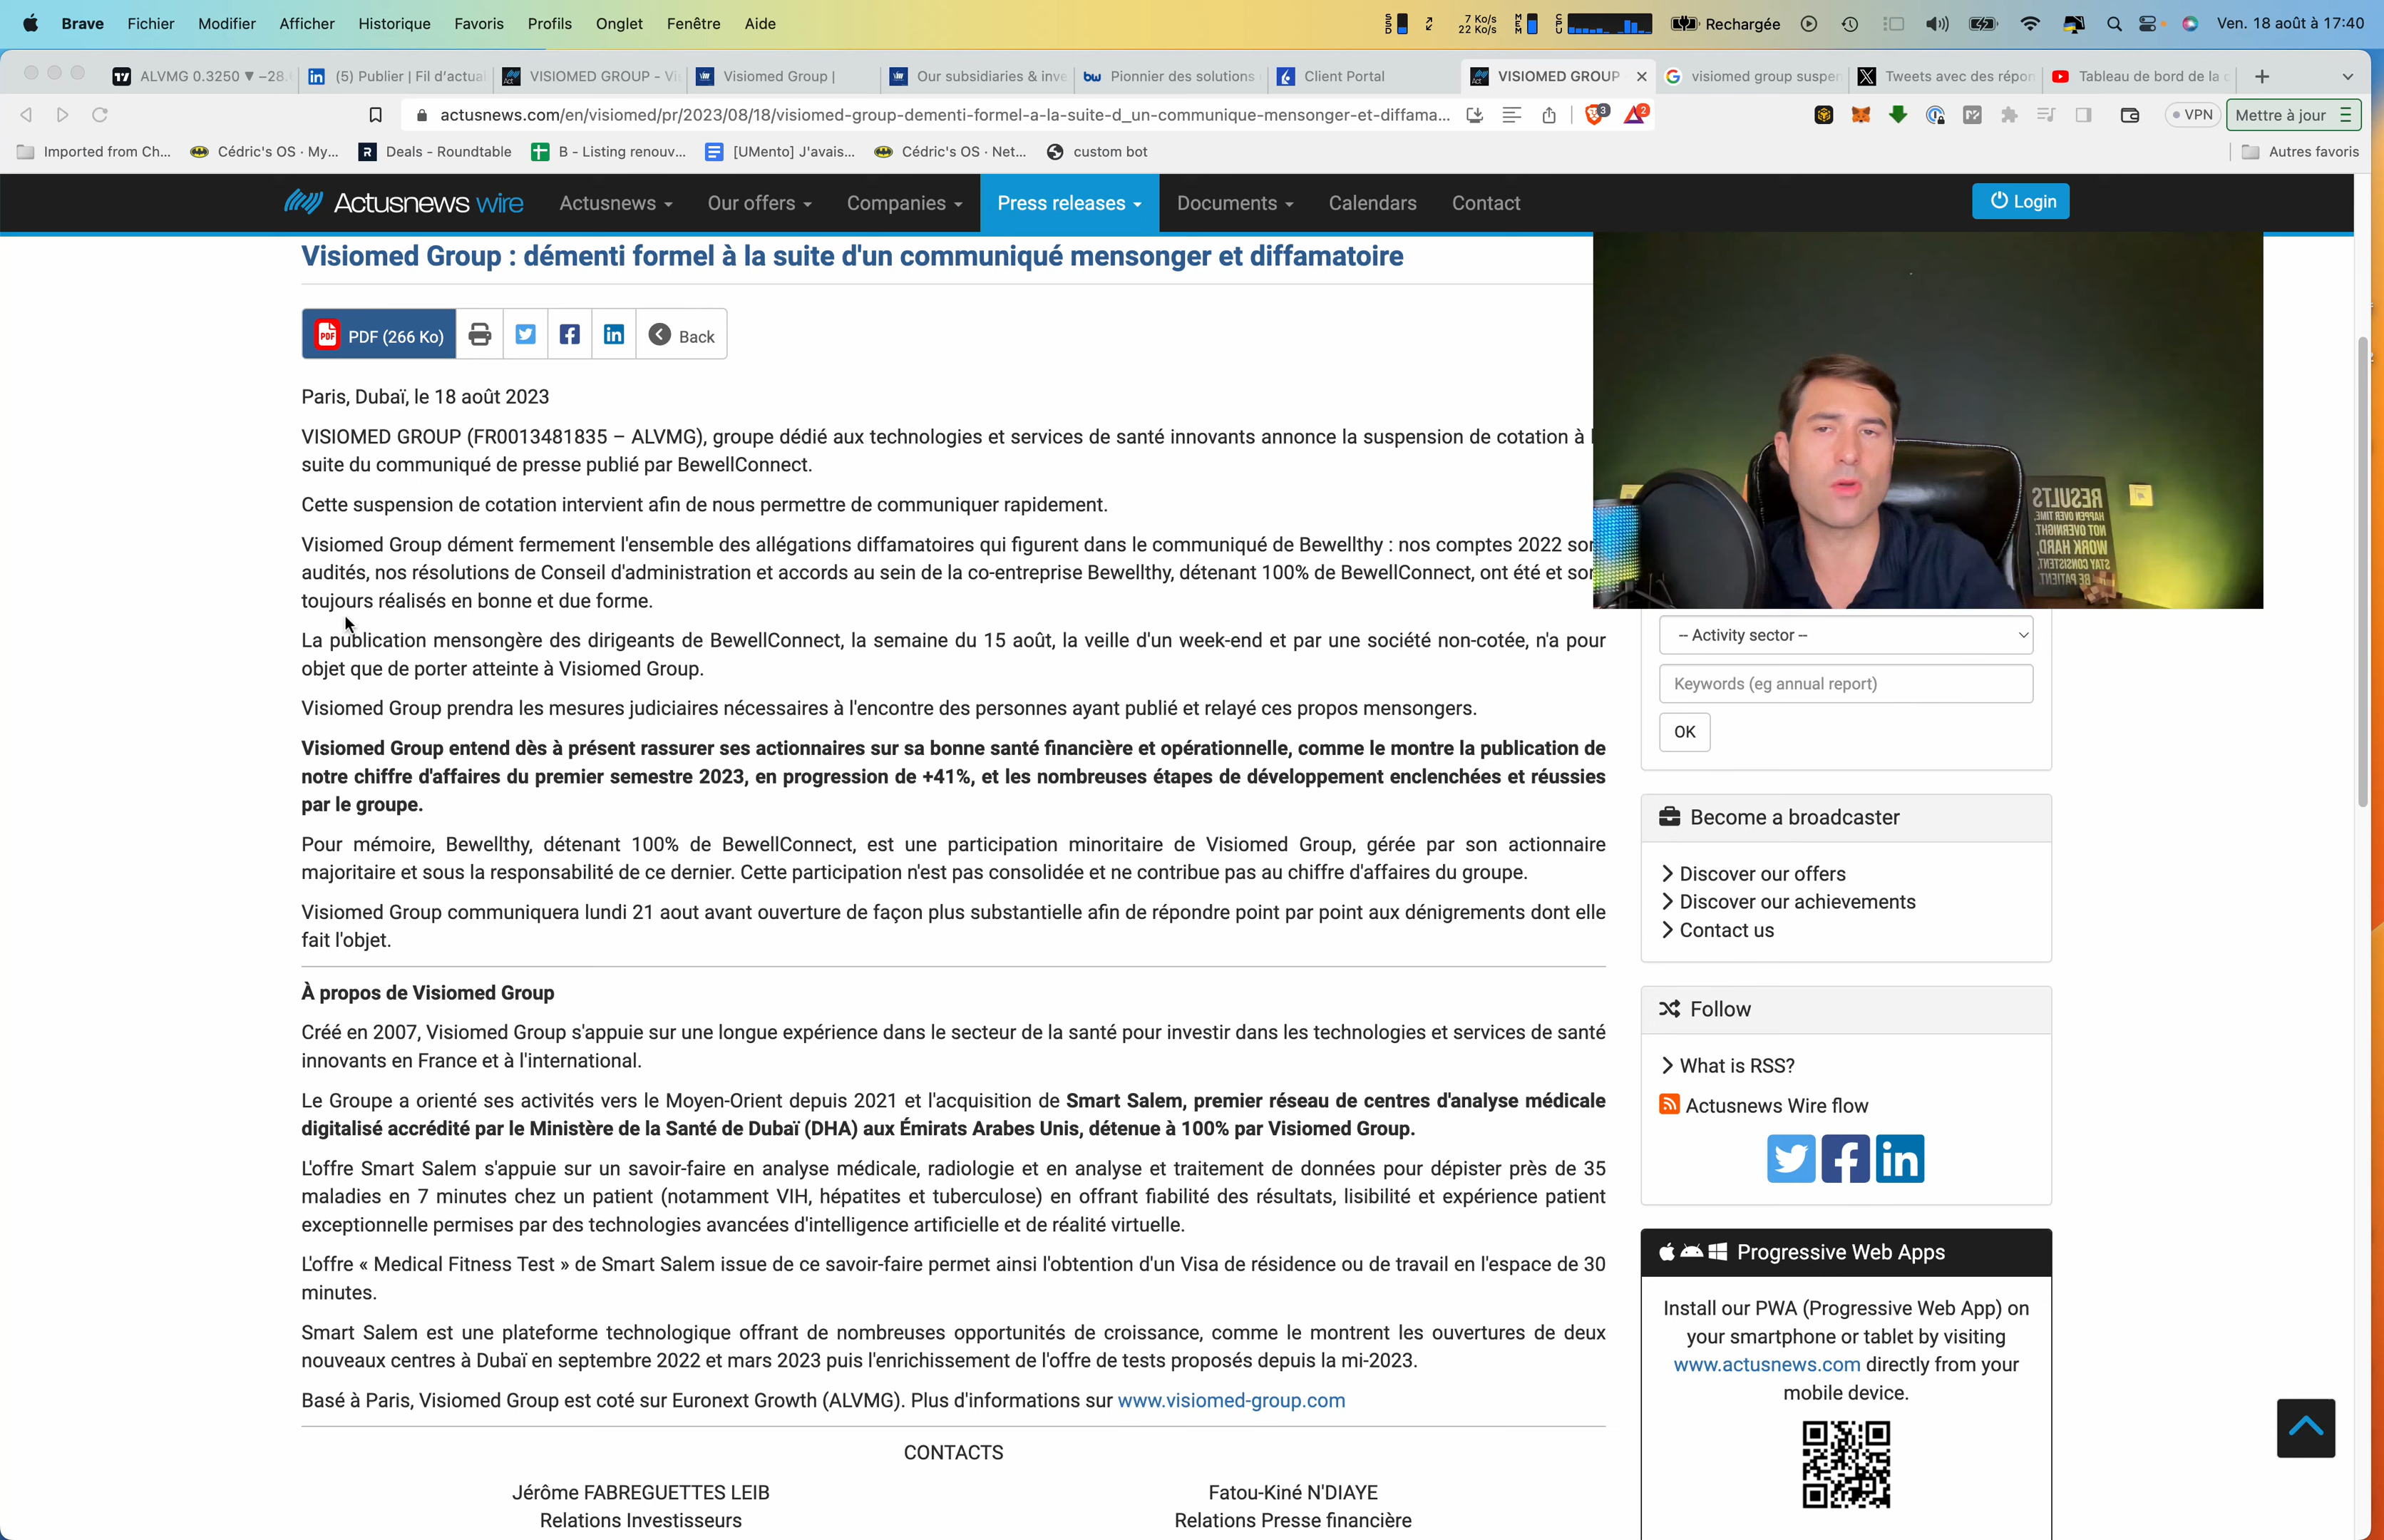 Brave Fichier Modifier Afficher Historique Favoris Profils Onglet Fenêtre Aide
SSD 7 Ko/s 22 Ko/s MEM CPU Rechargée Ven. 18 août à 17:40
ALVMG 0.3250 ▼ −28.
(5) Publier | Fil d'actual
VISIOMED GROUP - Vi
Visiomed Group |
Our subsidiaries & inve
Pionnier des solutions
Client Portal
VISIOMED GROUP
visiomed group suspen
Tweets avec des répon
Tableau de bord de la c
actusnews.com/en/visiomed/pr/2023/08/18/visiomed-group-dementi-formel-a-la-suite-d_un-communique-mensonger-et-diffama...
3 2 VPN Mettre à jour
Imported from Ch... Cédric's OS · My... Deals - Roundtable B - Listing renouv... [UMento] J'avais... Cédric's OS · Net... custom bot Autres favoris
Actusnews wire Actusnews Our offers Companies Press releases Documents Calendars Contact Login
Visiomed Group : démenti formel à la suite d'un communiqué mensonger et diffamatoire
PDF PDF (266 Ko) Back
Paris, Dubaï, le 18 août 2023
VISIOMED GROUP (FR0013481835 – ALVMG), groupe dédié aux technologies et services de santé innovants annonce la suspension de cotation à
suite du communiqué de presse publié par BewellConnect.
Cette suspension de cotation intervient afin de nous permettre de communiquer rapidement.
Visiomed Group dément fermement l'ensemble des allégations diffamatoires qui figurent dans le communiqué de Bewellthy : nos comptes 2022 so
audités, nos résolutions de Conseil d'administration et accords au sein de la co-entreprise Bewellthy, détenant 100% de BewellConnect, ont été et so
toujours réalisés en bonne et due forme.
La publication mensongère des dirigeants de BewellConnect, la semaine du 15 août, la veille d'un week-end et par une société non-cotée, n'a pour
objet que de porter atteinte à Visiomed Group.
Visiomed Group prendra les mesures judiciaires nécessaires à l'encontre des personnes ayant publié et relayé ces propos mensongers.
Visiomed Group entend dès à présent rassurer ses actionnaires sur sa bonne santé financière et opérationnelle, comme le montre la publication de
notre chiffre d'affaires du premier semestre 2023, en progression de +41%, et les nombreuses étapes de développement enclenchées et réussies
par le groupe.
Pour mémoire, Bewellthy, détenant 100% de BewellConnect, est une participation minoritaire de Visiomed Group, gérée par son actionnaire
majoritaire et sous la responsabilité de ce dernier. Cette participation n'est pas consolidée et ne contribue pas au chiffre d'affaires du groupe.
Visiomed Group communiquera lundi 21 aout avant ouverture de façon plus substantielle afin de répondre point par point aux dénigrements dont elle
fait l'objet.
À propos de Visiomed Group
Créé en 2007, Visiomed Group s'appuie sur une longue expérience dans le secteur de la santé pour investir dans les technologies et services de santé
innovants en France et à l'international.
Le Groupe a orienté ses activités vers le Moyen-Orient depuis 2021 et l'acquisition de Smart Salem, premier réseau de centres d'analyse médicale
digitalisé accrédité par le Ministère de la Santé de Dubaï (DHA) aux Émirats Arabes Unis, détenue à 100% par Visiomed Group.
L'offre Smart Salem s'appuie sur un savoir-faire en analyse médicale, radiologie et en analyse et traitement de données pour dépister près de 35
maladies en 7 minutes chez un patient (notamment VIH, hépatites et tuberculose) en offrant fiabilité des résultats, lisibilité et expérience patient
exceptionnelle permises par des technologies avancées d'intelligence artificielle et de réalité virtuelle.
L'offre « Medical Fitness Test » de Smart Salem issue de ce savoir-faire permet ainsi l'obtention d'un Visa de résidence ou de travail en l'espace de 30
minutes.
Smart Salem est une plateforme technologique offrant de nombreuses opportunités de croissance, comme le montrent les ouvertures de deux
nouveaux centres à Dubaï en septembre 2022 et mars 2023 puis l'enrichissement de l'offre de tests proposés depuis la mi-2023.
Basé à Paris, Visiomed Group est coté sur Euronext Growth (ALVMG). Plus d'informations sur www.visiomed-group.com
CONTACTS
Jérôme FABREGUETTES LEIB
Relations Investisseurs
Fatou-Kiné N'DIAYE
Relations Presse financière
RESULTS
HAPPEN OVER TIME,
NOT OVERNIGHT.
WORK HARD,
STAY CONSISTENT,
BE PATIENT
-- Activity sector --
Keywords (eg annual report)
OK
Become a broadcaster
Discover our offers
Discover our achievements
Contact us
Follow
What is RSS?
Actusnews Wire flow
Progressive Web Apps
Install our PWA (Progressive Web App) on
your smartphone or tablet by visiting
www.actusnews.com directly from your
mobile device.